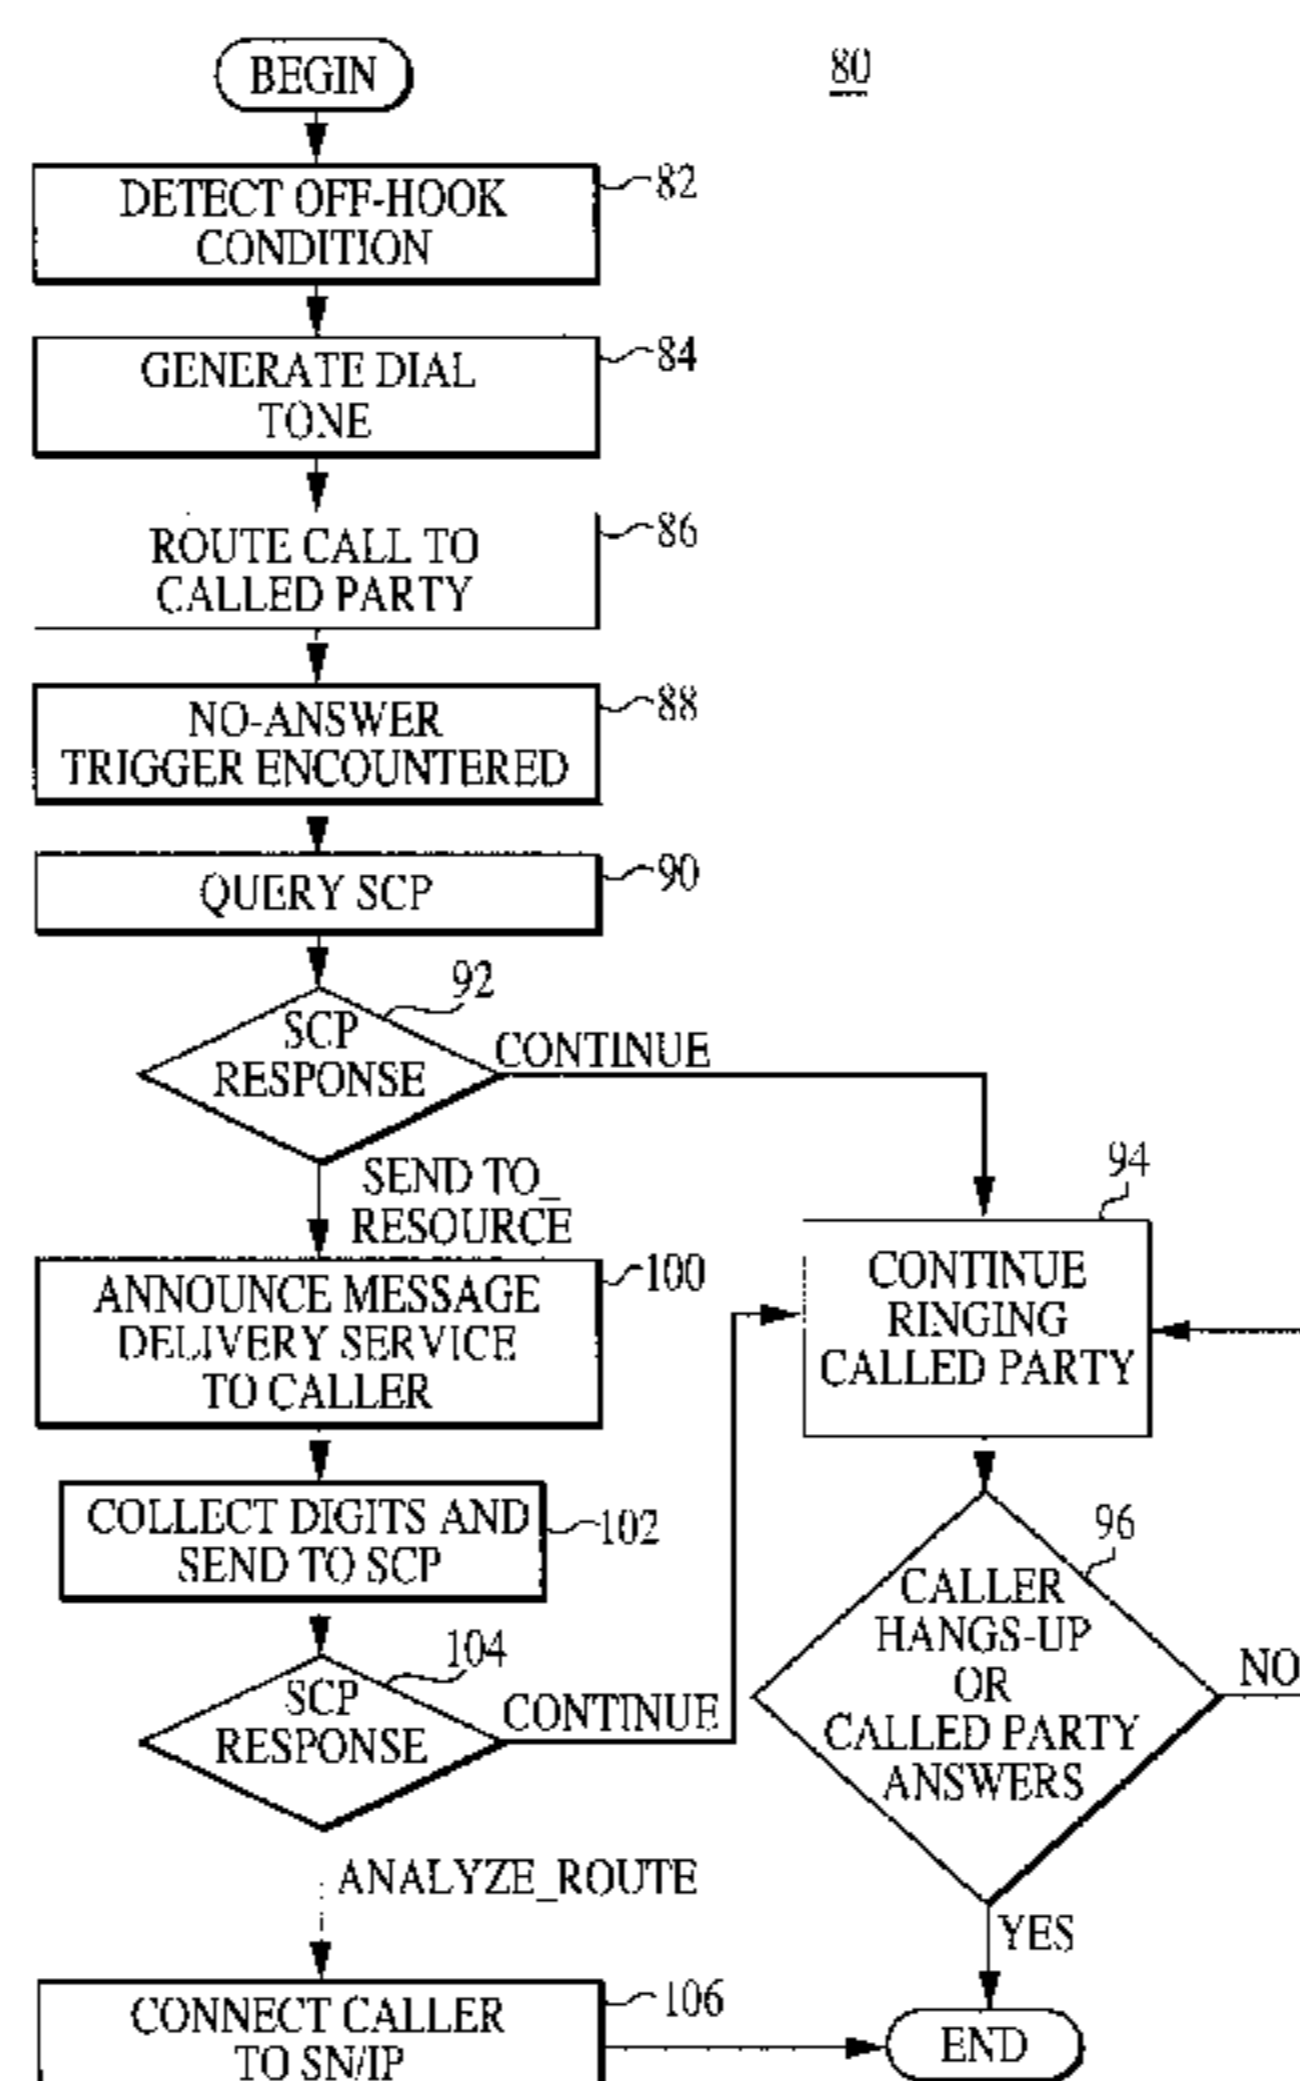 BEGIN
80
DETECT OFF-HOOK
CONDITION
82
GENERATE DIAL
TONE
84
ROUTE CALL TO
CALLED PARTY
86
NO-ANSWER
TRIGGER ENCOUNTERED
88
QUERY SCP
90
92
SCP
RESPONSE
CONTINUE
SEND TO_
RESOURCE
94
CONTINUE
RINGING
CALLED PARTY
100
ANNOUNCE MESSAGE
DELIVERY SERVICE
TO CALLER
COLLECT DIGITS AND
SEND TO SCP
102
96
CALLER
HANGS-UP
OR
CALLED PARTY
ANSWERS
NO
104
SCP
RESPONSE
CONTINUE
ANALYZE_ROUTE
YES
CONNECT CALLER
TO SN/IP
106
END